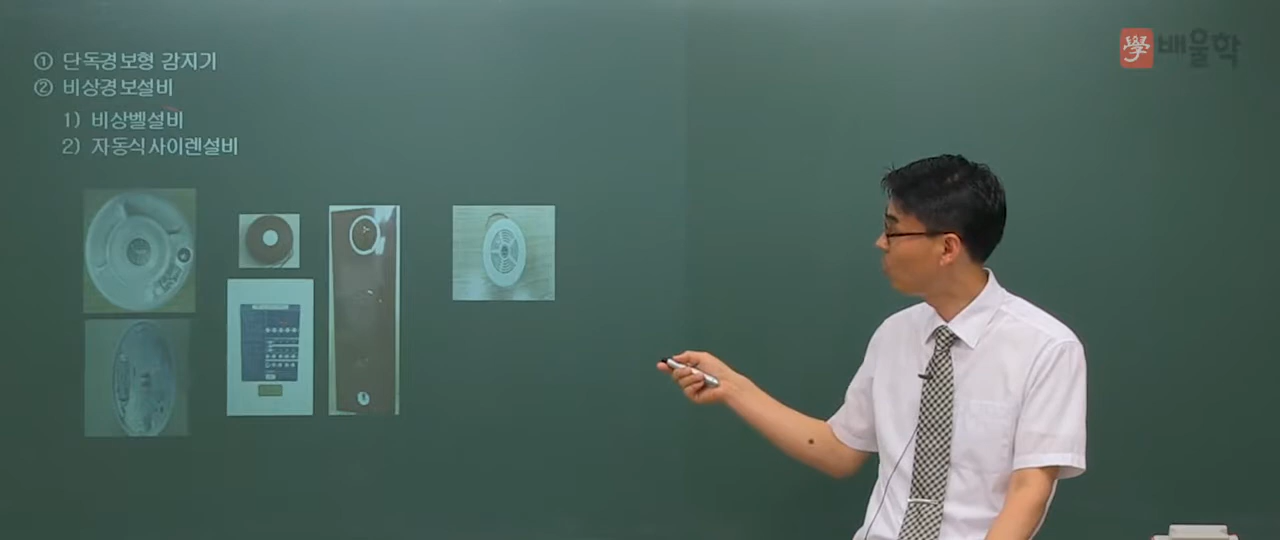 ① 단독경보형 감지기
② 비상경보설비
1) 비상벨설비
2) 자동식사이렌설비
學 배울학